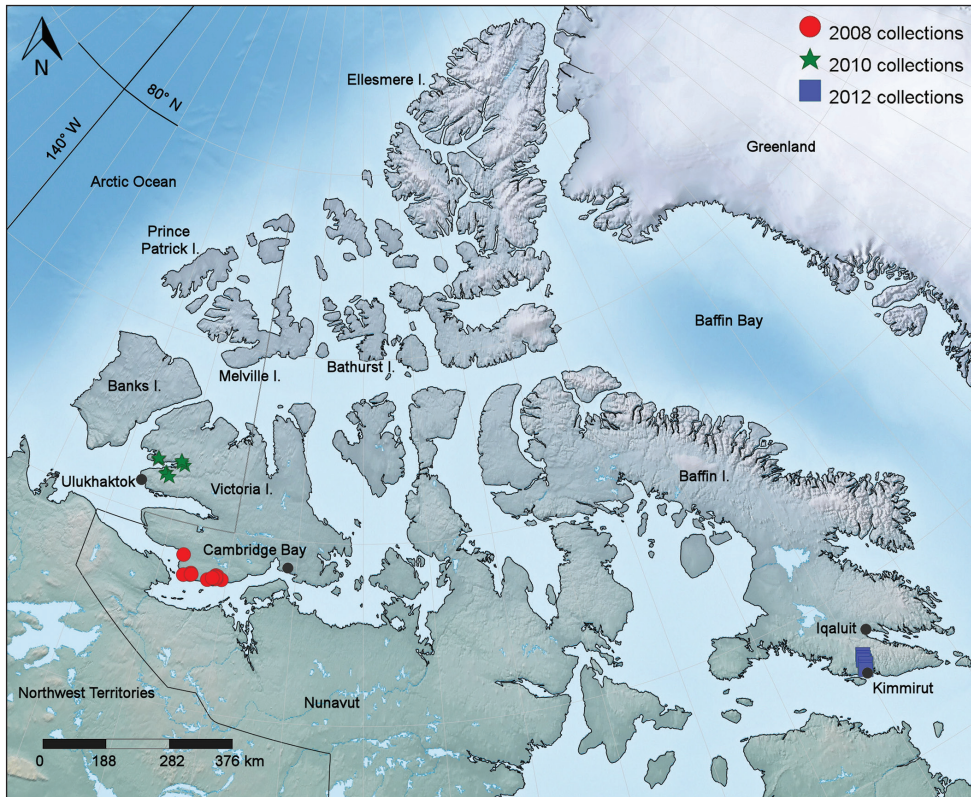 N
80° N
140° W
Arctic Ocean
Ellesmere I.
2008 collections
2010 collections
2012 collections
Greenland
Prince
Patrick I.
Baffin Bay
Banks I.
Melville I.
Bathurst I.
Ulukhaktok
Victoria I.
Baffin I.
Cambridge Bay
Iqaluit
Kimmirut
Northwest Territories
Nunavut
0 188 282 376 km